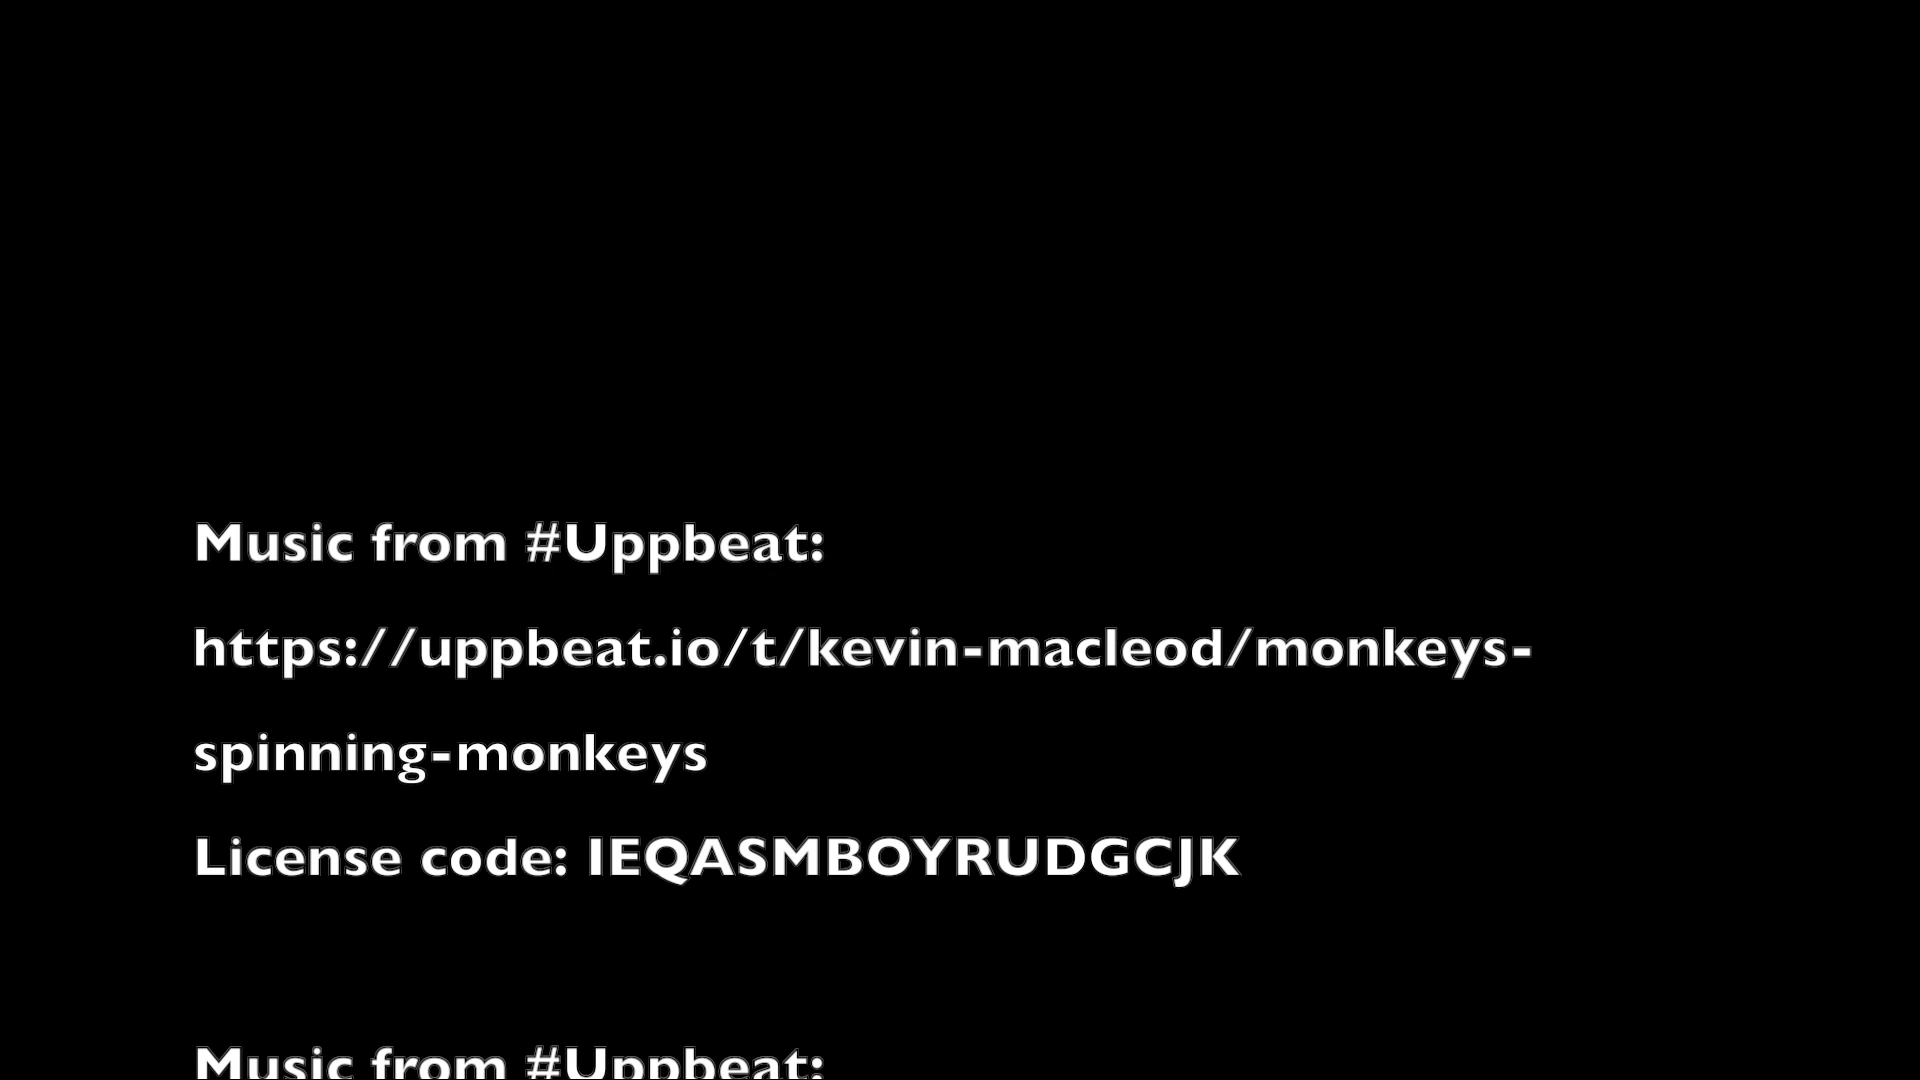 Music from #Uppbeat:
https://uppbeat.io/t/kevin-macleod/monkeys-
spinning-monkeys
License code: IEQASMBOYRUDGCJK
Music from #Uppbeat: